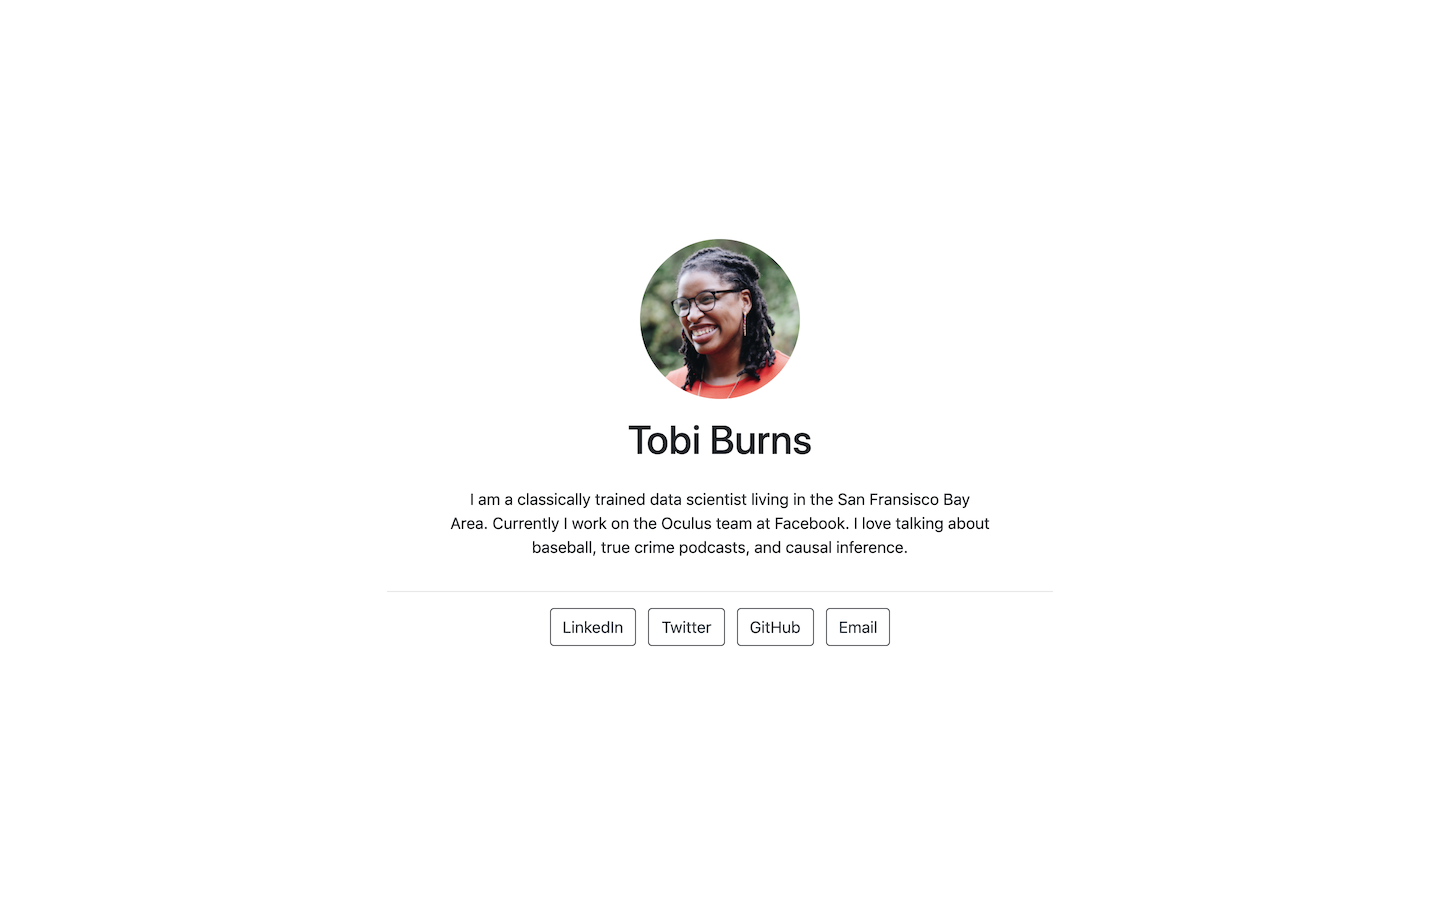 Tobi Burns
I am a classically trained data scientist living in the San Fransisco Bay
Area. Currently I work on the Oculus team at Facebook. I love talking about
baseball, true crime podcasts, and causal inference.
LinkedIn Twitter GitHub Email